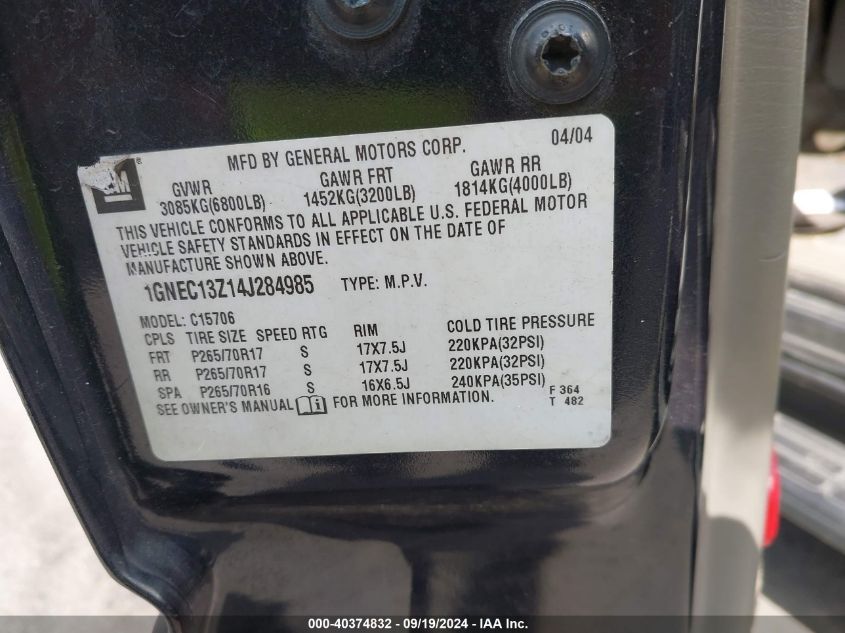 GM
MFD BY GENERAL MOTORS CORP. 04/04
GVWR GAWR FRT GAWR RR
3085KG(6800LB) 1452KG(3200LB) 1814KG(4000LB)
THIS VEHICLE CONFORMS TO ALL APPLICABLE U.S. FEDERAL MOTOR
VEHICLE SAFETY STANDARDS IN EFFECT ON THE DATE OF
MANUFACTURE SHOWN ABOVE.
1GNEC13Z14J284985 TYPE: M.P.V.
MODEL: C15706
CPLS TIRE SIZE SPEED RTG RIM COLD TIRE PRESSURE
FRT P265/70R17 S 17X7.5J 220KPA(32PSI)
RR P265/70R17 S 17X7.5J 220KPA(32PSI)
SPA P265/70R16 S 16X6.5J 240KPA(35PSI)
SEE OWNER'S MANUAL i FOR MORE INFORMATION.
F 364
T 482
000-40374832 - 09/19/2024 - IAA Inc.